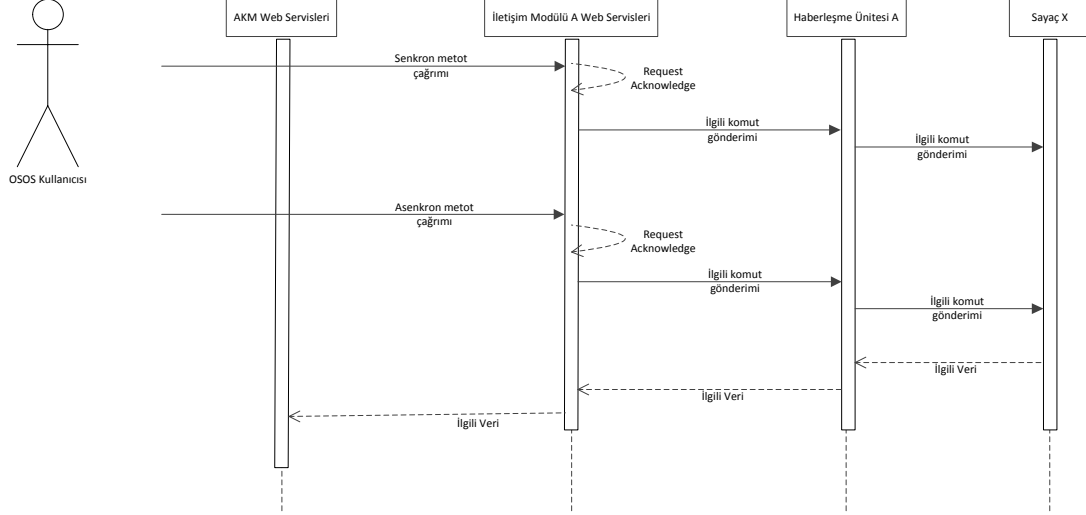 AKM Web Servisleri
İletişim Modülü A Web Servisleri
Haberleşme Ünitesi A
Sayaç X
OSOS Kullanıcısı
Senkron metot
çağrımı
Request
Acknowledge
İlgili komut
gönderimi
İlgili komut
gönderimi
Asenkron metot
çağrımı
Request
Acknowledge
İlgili komut
gönderimi
İlgili komut
gönderimi
İlgili Veri
İlgili Veri
İlgili Veri